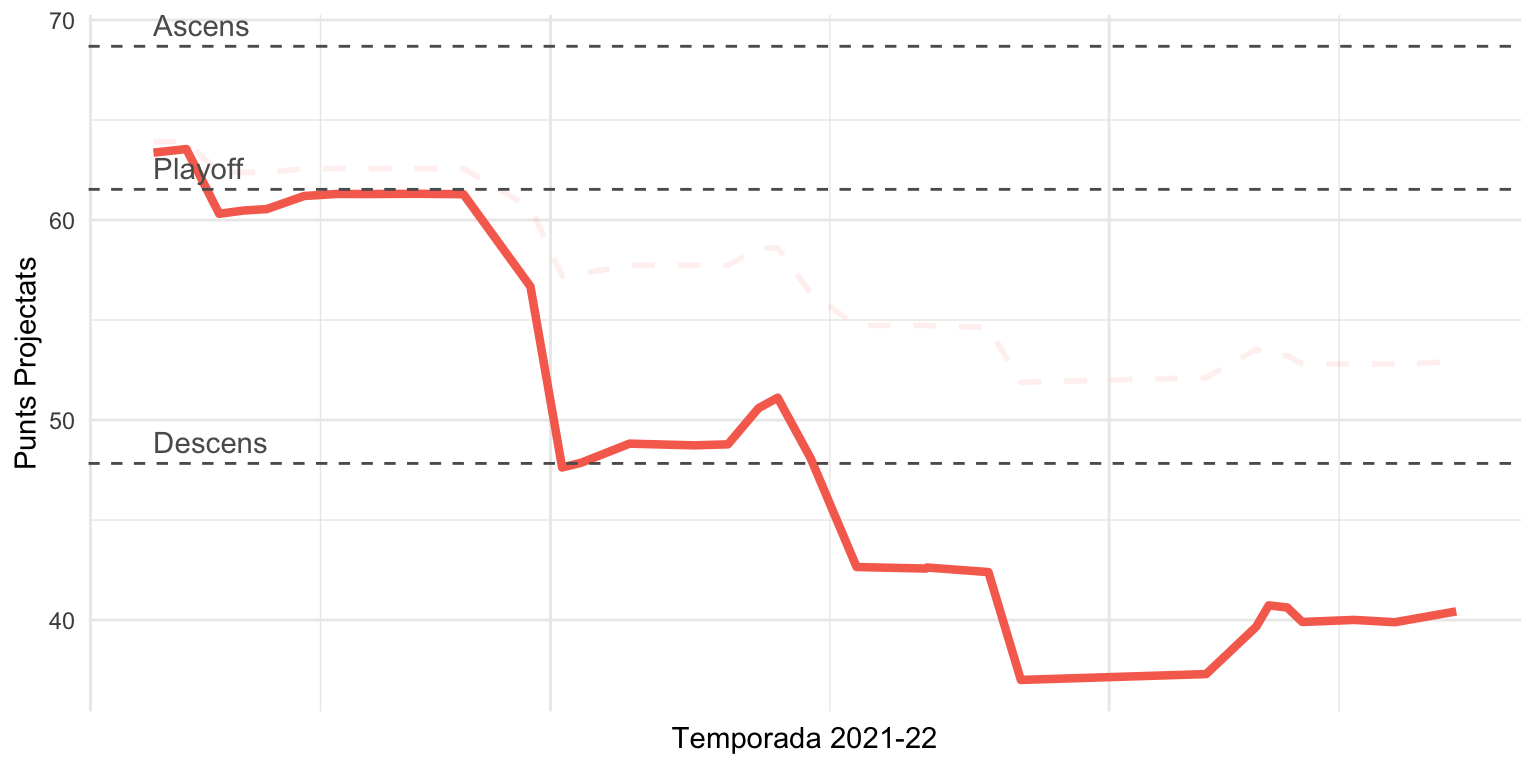 70
Ascens
Playoff
60
Punts Projectats
50
Descens
40
Temporada 2021-22